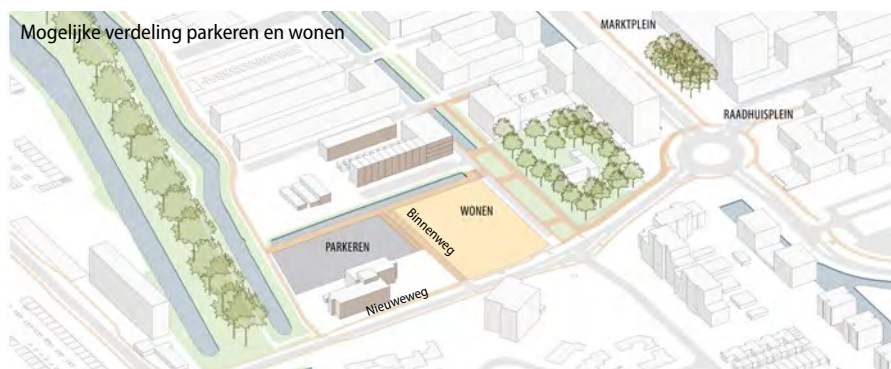 Mogelijke verdeling parkeren en wonen
MARKTPLEIN
RAADHUISPLEIN
WONEN
Binnenweg
PARKEREN
Nieuweweg